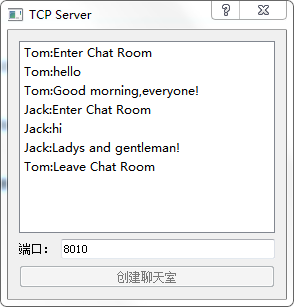 TCP Server
Tom:Enter Chat Room
Tom:hello
Tom:Good morning,everyone!
Jack:Enter Chat Room
Jack:hi
Jack:Ladys and gentleman!
Tom:Leave Chat Room
端口： 8010
创建聊天室